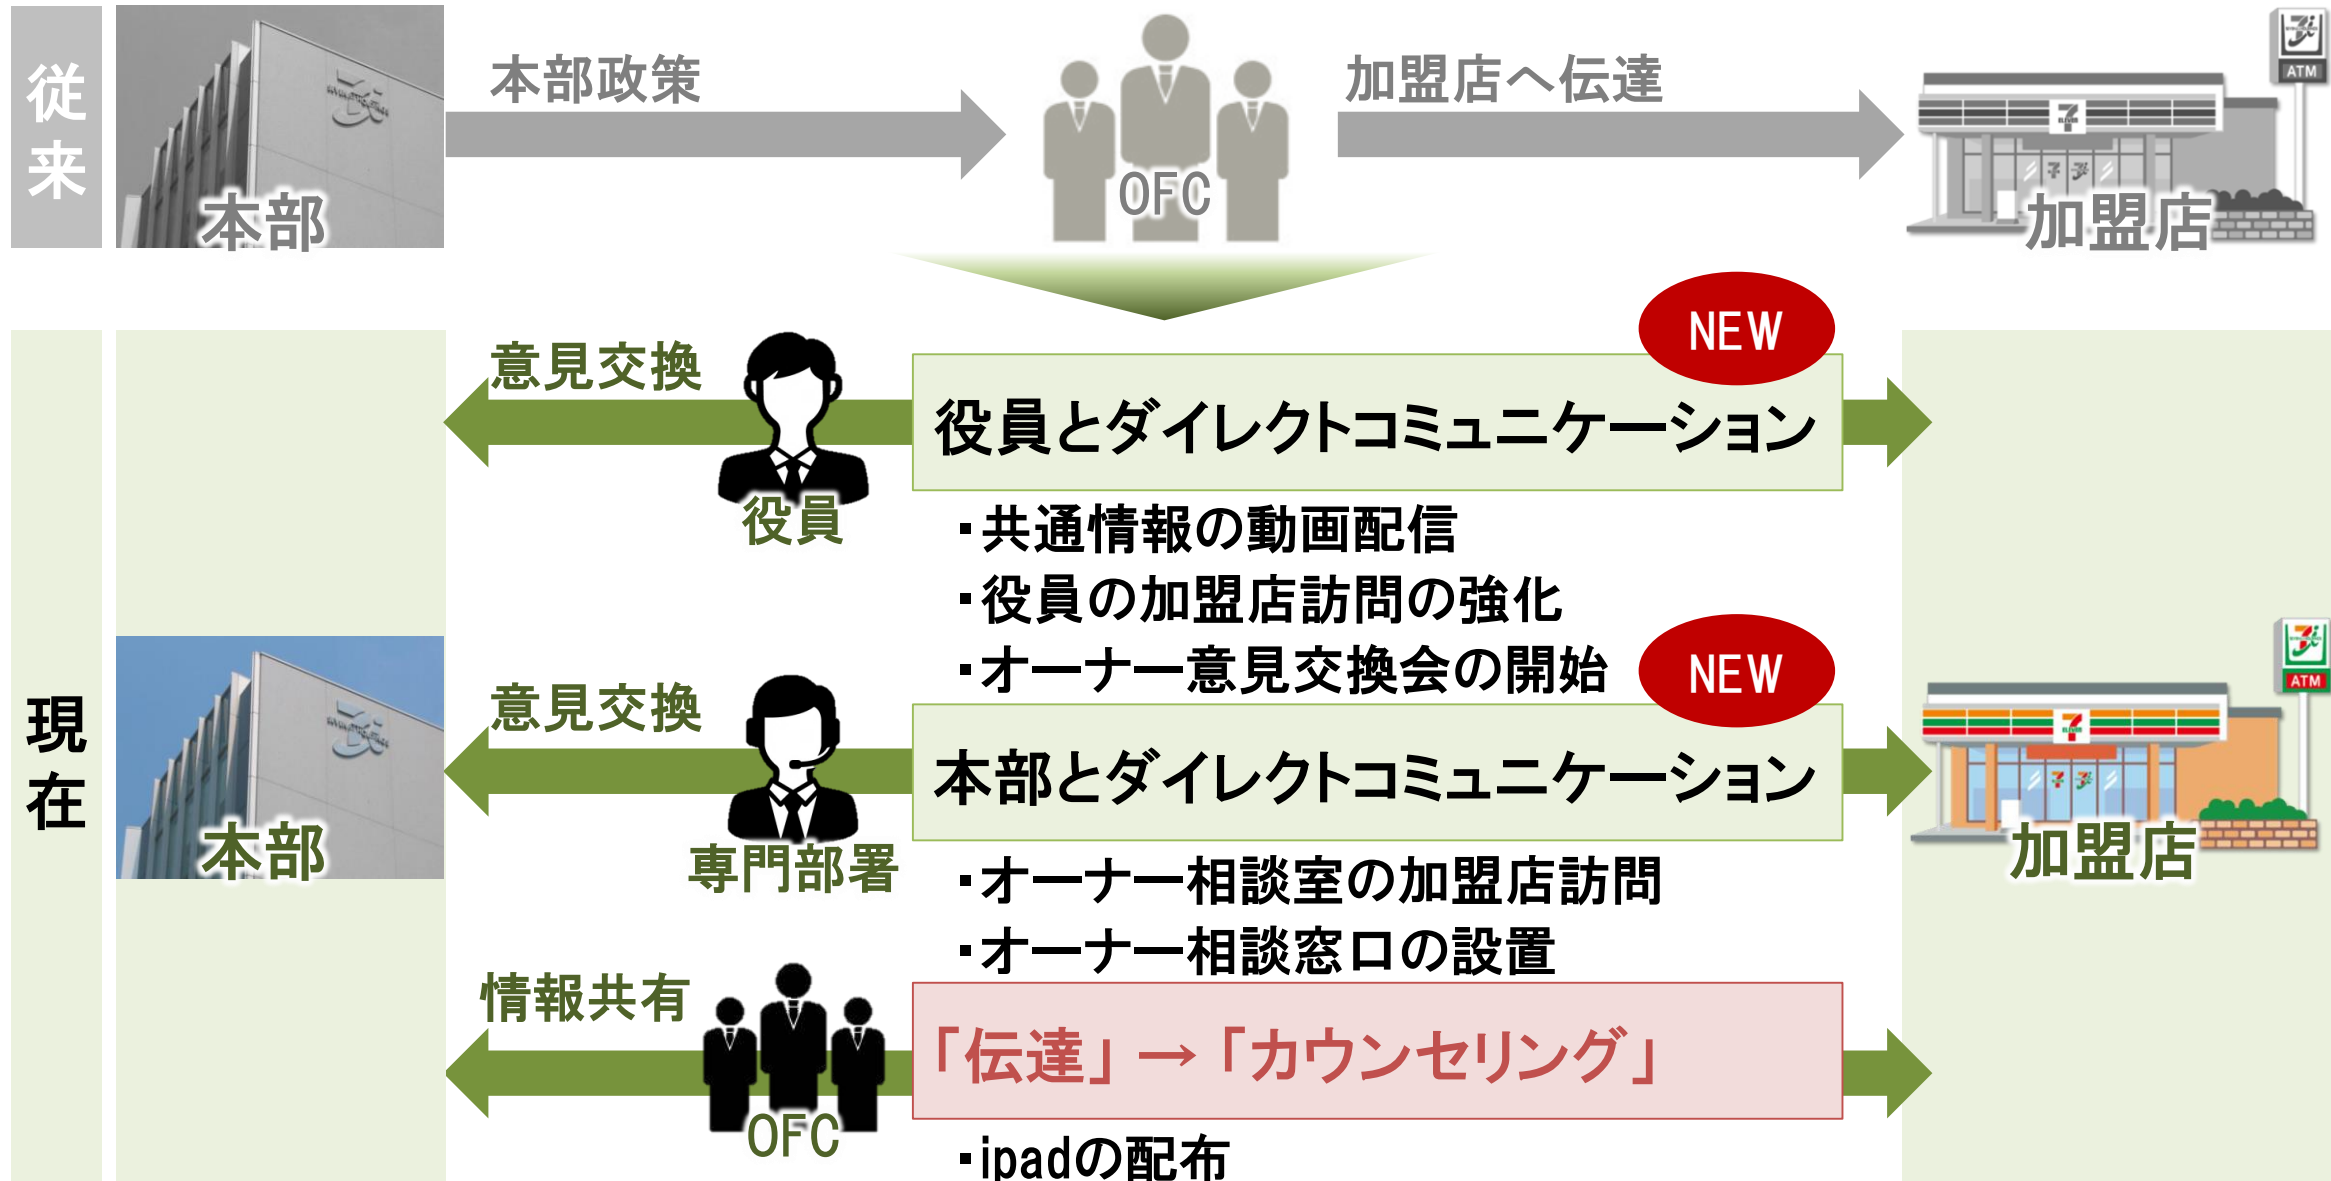 従来
本部政策
加盟店へ伝達
ATM
7
ELEVEN
本部
OFC
加盟店
NEW
意見交換
役員とダイレクトコミュニケーション
役員
・共通情報の動画配信
・役員の加盟店訪問の強化
・オーナー意見交換会の開始
NEW
現在
意見交換
本部とダイレクトコミュニケーション
ATM
7
ELEVEN
本部
専門部署
加盟店
・オーナー相談室の加盟店訪問
・オーナー相談窓口の設置
情報共有
「伝達」→「カウンセリング」
OFC
・ipadの配布